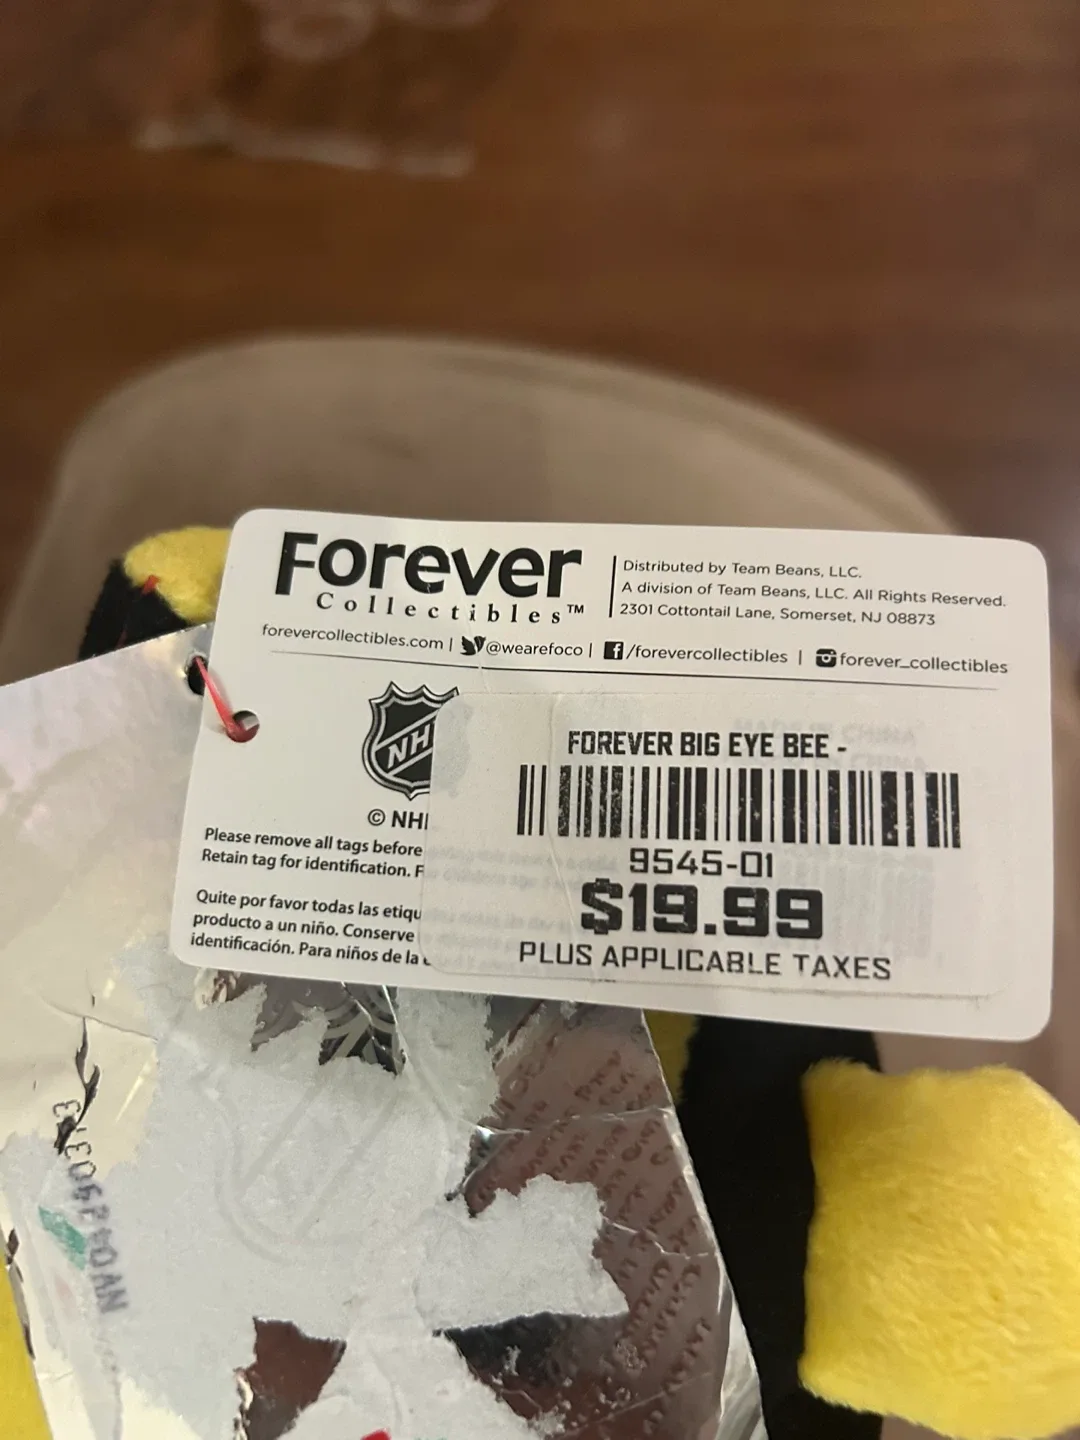 Forever
Collectibles™
Distributed by Team Beans, LLC.
A division of Team Beans, LLC. All Rights Reserved.
2301 Cottontail Lane, Somerset, NJ 08873
forevercollectibles.com | @wearefoco | f/forevercollectibles | forever_collectibles
NH
© NHL
FOREVER BIG EYE BEE -
9545-01
$19.99
PLUS APPLICABLE TAXES
Please remove all tags before
Retain tag for identification. F
Quite por favor todas las etiqu
producto a un niño. Conserve
identificación. Para niños de la